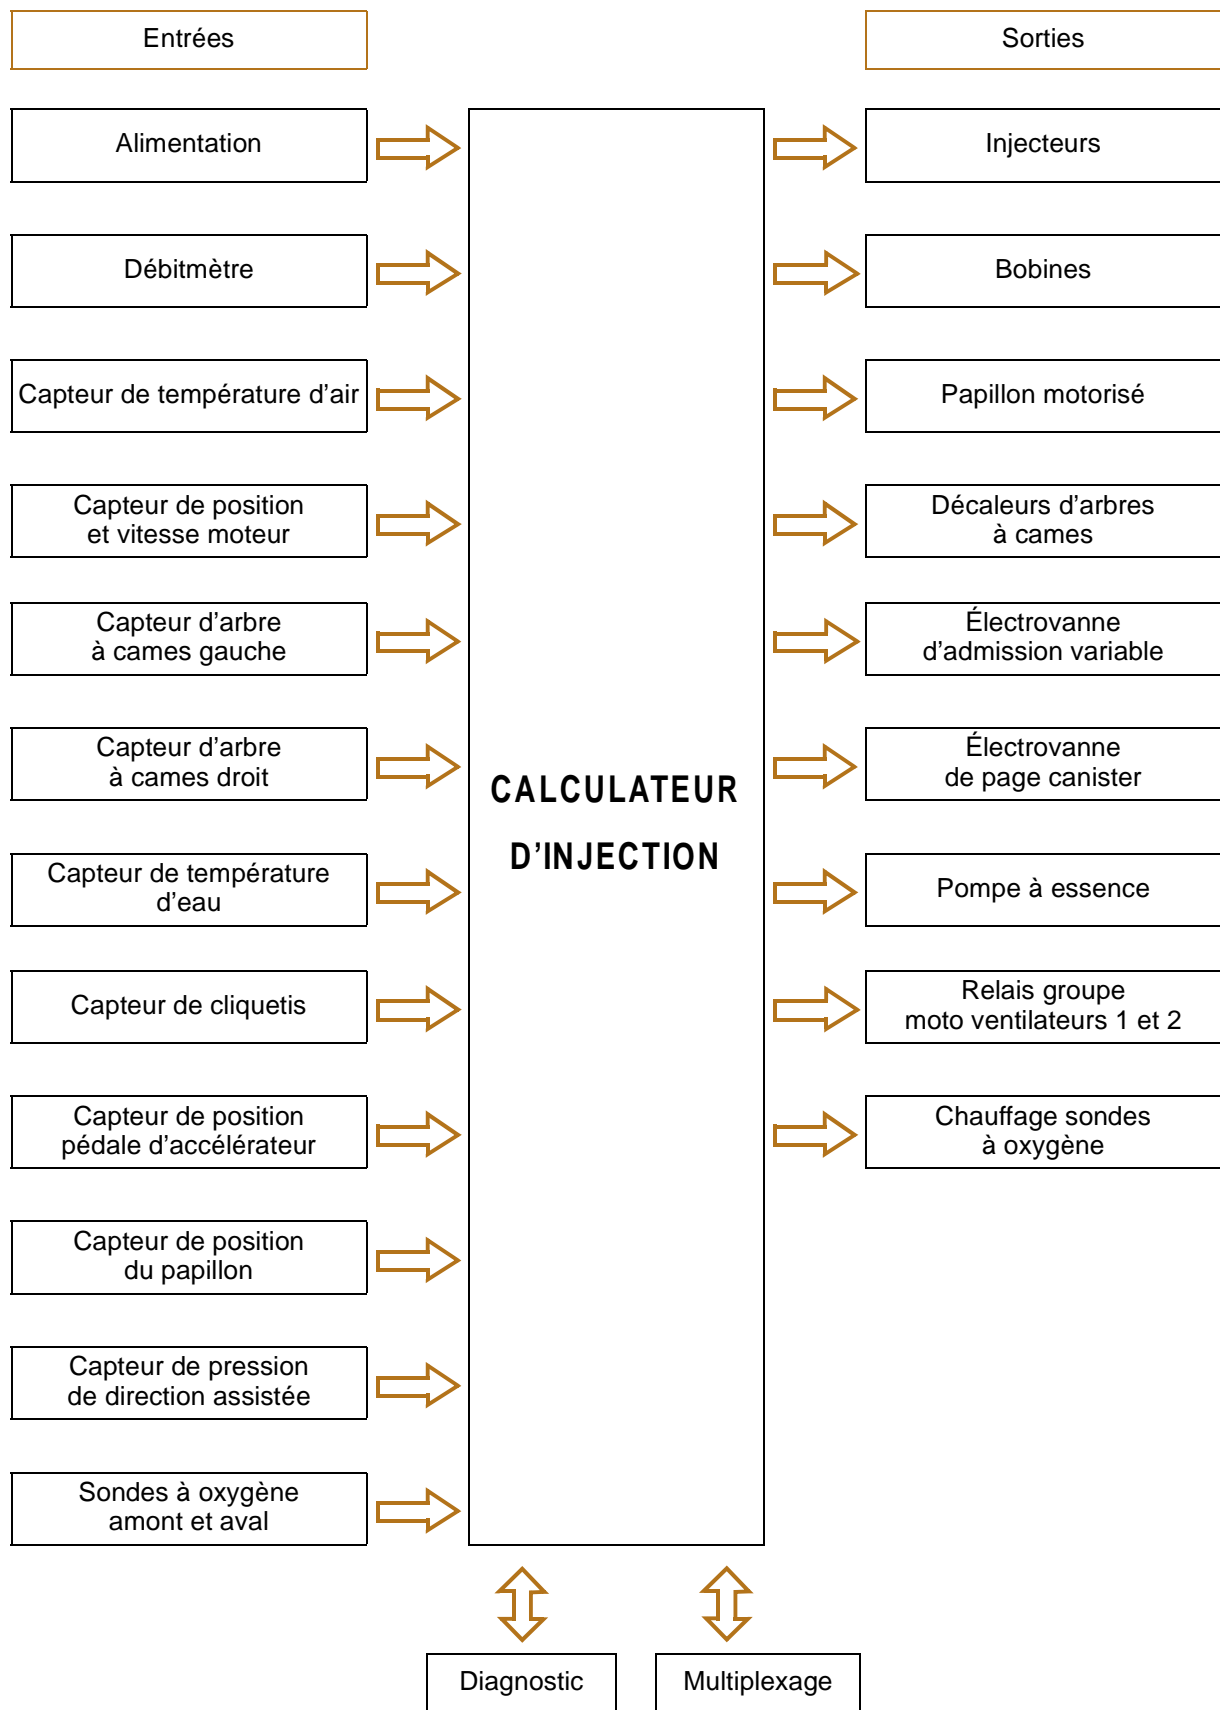 Entrées
Sorties
Alimentation
Injecteurs
Débitmètre
Bobines
Capteur de température d’air
Papillon motorisé
Capteur de position
et vitesse moteur
Décaleurs d’arbres
à cames
Capteur d’arbre
à cames gauche
Électrovanne
d’admission variable
Capteur d’arbre
à cames droit
Électrovanne
de page canister
CALCULATEUR
D’INJECTION
Capteur de température
d’eau
Pompe à essence
Capteur de cliquetis
Relais groupe
moto ventilateurs 1 et 2
Capteur de position
pédale d’accélérateur
Chauffage sondes
à oxygène
Capteur de position
du papillon
Capteur de pression
de direction assistée
Sondes à oxygène
amont et aval
Diagnostic
Multiplexage